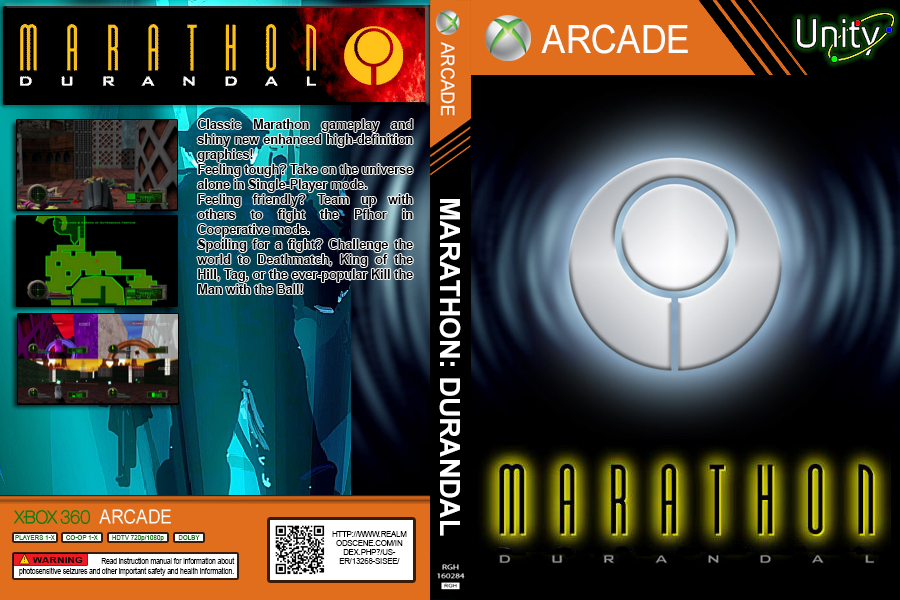 MARATHON
DURANDAL
Classic Marathon gameplay and
shiny new enhanced high-definition
graphics!
Feeling tough? Take on the universe
alone in Single-Player mode.
Feeling friendly? Team up with
others to fight the Pfhor in
Cooperative mode.
Spoiling for a fight? Challenge the
world to Deathmatch, King of the
Hill, Tag, or the ever-popular Kill the
Man with the Ball!
XBOX 360 ARCADE
PLAYERS 1-X CO-OP 1-X HDTV 720p/1080p DOLBY
WARNING Read instruction manual for information about
photosensitive seizures and other important safety and health information.
HTTP://WWW.REALM
ODSCENE.COM/IN
DEX.PHP?/US-
ER/13268-SISEE/
ARCADE
MARATHON: DURANDAL
RGH
160284
RGH
ARCADE
Unity
MARATHON
DURANDAL